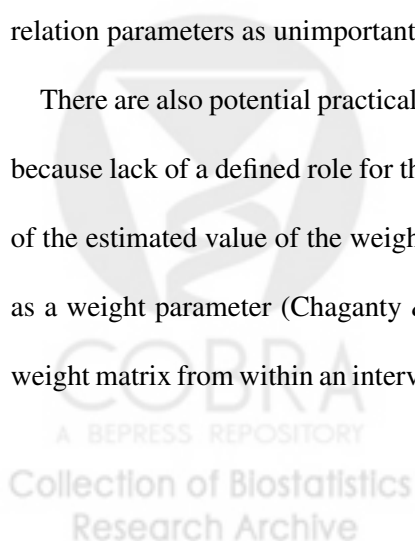 relation parameters as unimportant
There are also potential practical
because lack of a defined role for th
of the estimated value of the weigh
as a weight parameter (Chaganty
weight matrix from within an interv
COBRA
A BEPRESS REPOSITORY
Collection of Biostatistics
Research Archive